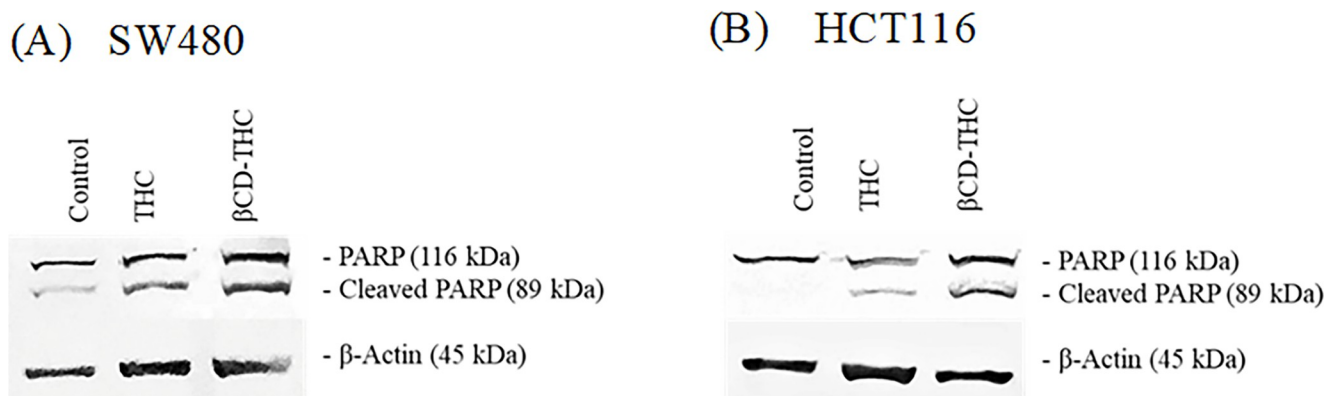 (A) SW480
Control
THC
βCD-THC
- PARP (116 kDa)
- Cleaved PARP (89 kDa)
- β-Actin (45 kDa)
(B) HCT116
Control
THC
βCD-THC
- PARP (116 kDa)
- Cleaved PARP (89 kDa)
- β-Actin (45 kDa)